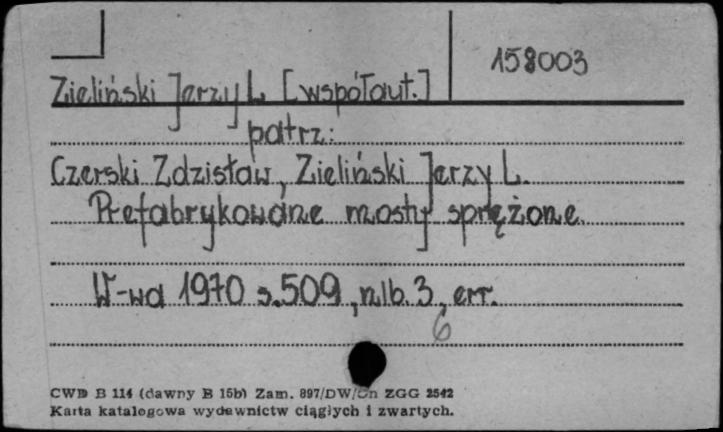 158003
Zieliński Jerzy L. [współaut.]
patrz:
Czerski Zdzisław, Zieliński Jerzy L.
Prefabrykowane mosty sprężone.
W-wa 1970 s.509, nlb. 3, err.
6
CWD B 114 (dawny B 15b) Zam. 897/DW/Dn ZGG 2542
Karta katalogowa wydawnictw ciągłych i zwartych.